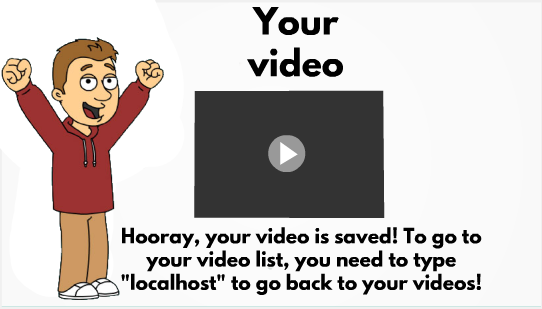 Your
video
Hooray, your video is saved! To go to
your video list, you need to type
"localhost" to go back to your videos!